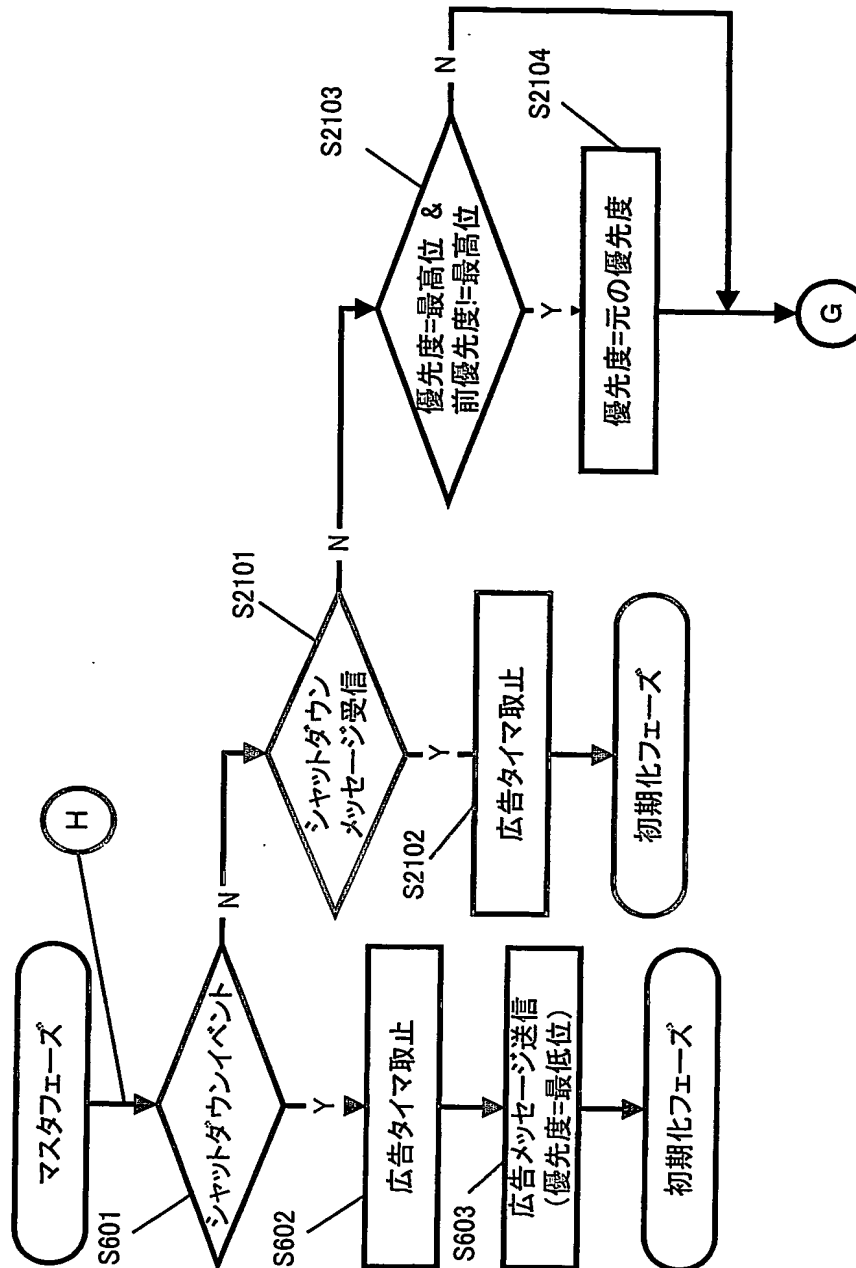 マスタフェーズ
H
S601
シャットダウンイベント
N
Y
S602
広告タイマ取止
S603
広告メッセージ送信
(優先度=最低位)
初期化フェーズ
S2101
シャットダウン
メッセージ受信
N
Y
S2102
広告タイマ取止
初期化フェーズ
S2103
優先度=最高位 &
前優先度!=最高位
N
Y
S2104
優先度=元の優先度
G